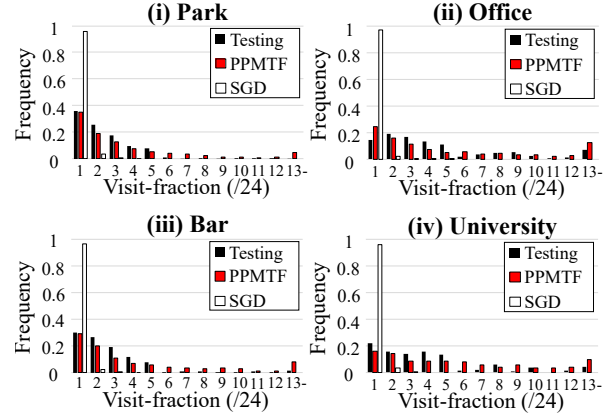 (i) Park
Frequency
1
0.8
0.6
0.4
0.2
0
Testing
PPMTF
SGD
1 2 3 4 5 6 7 8 9 10 11 12 13-
Visit-fraction (/24)
(ii) Office
Frequency
1
0.8
0.6
0.4
0.2
0
Testing
PPMTF
SGD
1 2 3 4 5 6 7 8 9 10 11 12 13-
Visit-fraction (/24)
(iii) Bar
Frequency
1
0.8
0.6
0.4
0.2
0
Testing
PPMTF
SGD
1 2 3 4 5 6 7 8 9 10 11 12 13-
Visit-fraction (/24)
(iv) University
Frequency
1
0.8
0.6
0.4
0.2
0
Testing
PPMTF
SGD
1 2 3 4 5 6 7 8 9 10 11 12 13-
Visit-fraction (/24)